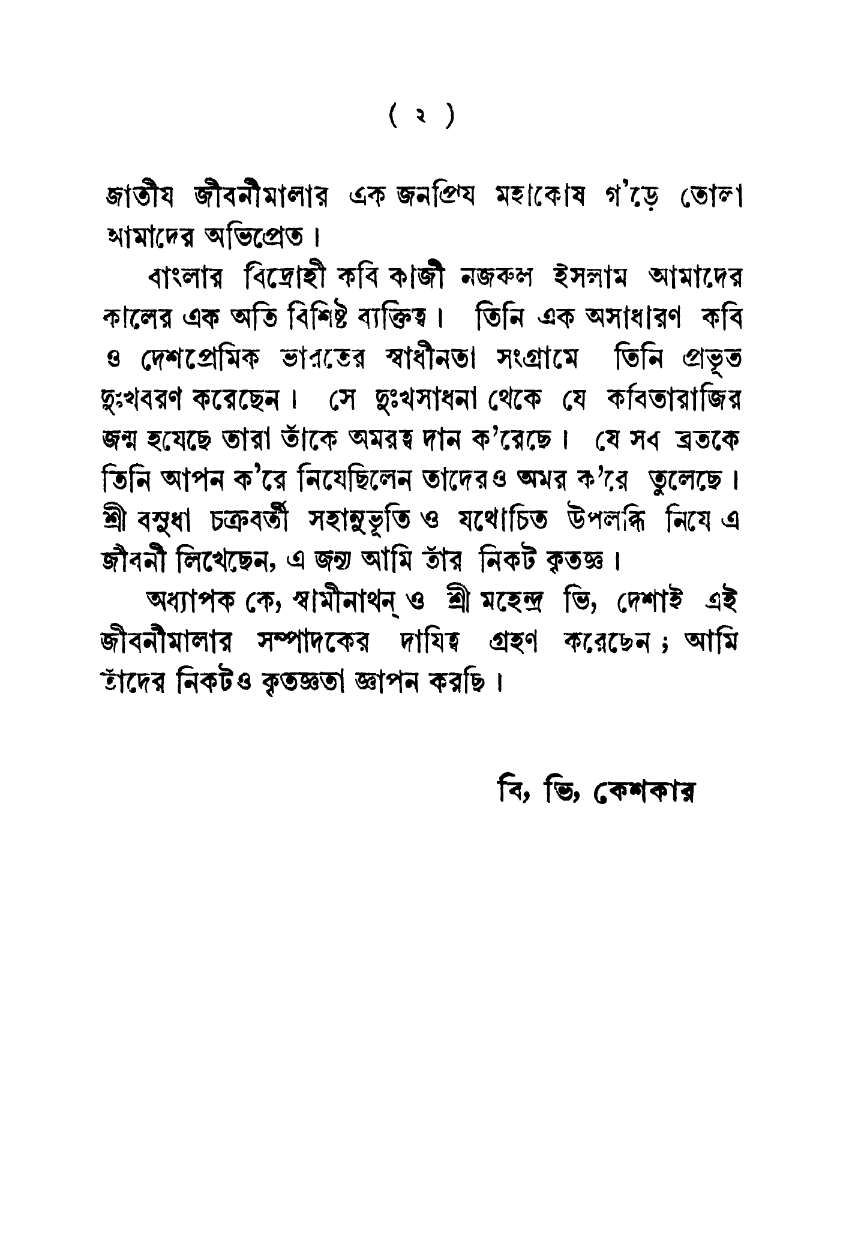 ( ২ )
জাতীয জীবনীমালার এক জনপ্রিয মহাকোষ গ'ড়ে তোলা
আমাদের অভিপ্রেত।
বাংলার বিদ্রোহী কবি কাজী নজরুল ইসলাম আমাদের
কালের এক অতি বিশিষ্ট ব্যক্তিত্ব। তিনি এক অসাধারণ কবি
ও দেশপ্রেমিক ভারতের স্বাধীনতা সংগ্রামে তিনি প্রভূত
দুঃখবরণ করেছেন। সে দুঃখসাধনা থেকে যে কবিতারাজির
জন্ম হযেছে তারা তাঁকে অমরত্ব দান ক'রেছে। যে সব ব্রতকে
তিনি আপন ক'রে নিযেছিলেন তাদেরও অমর ক'রে তুলেছে।
শ্রী বসুধা চক্রবর্তী সহানুভূতি ও যথোচিত উপলব্ধি নিযে এ
জীবনী লিখেছেন, এ জন্য আমি তাঁর নিকট কৃতজ্ঞ।
অধ্যাপক কে, স্বামীনাথন্ ও শ্রী মহেন্দ্র ভি, দেশাই এই
জীবনীমালার সম্পাদকের দাযিত্ব গ্রহণ করেছেন; আমি
তাঁদের নিকটও কৃতজ্ঞতা জ্ঞাপন করছি।
বি, ভি, কেশকার